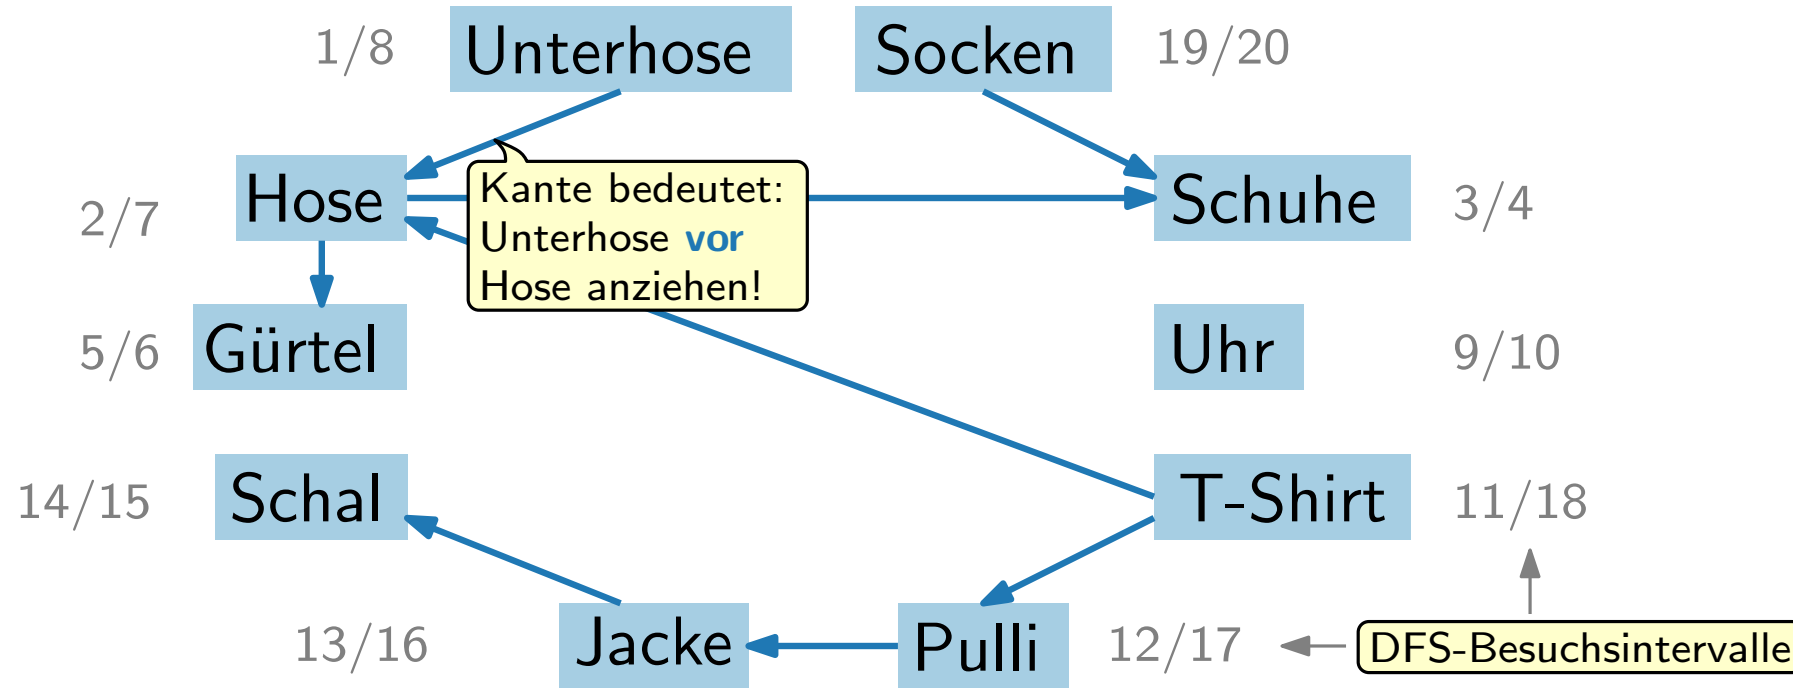 1/8 Unterhose Socken 19/20
Hose
Kante bedeutet:
Unterhose vor
Hose anziehen!
Schuhe
2/7
3/4
5/6 Gürtel Uhr 9/10
14/15 Schal T-Shirt 11/18
13/16 Jacke Pulli 12/17 DFS-Besuchsintervalle